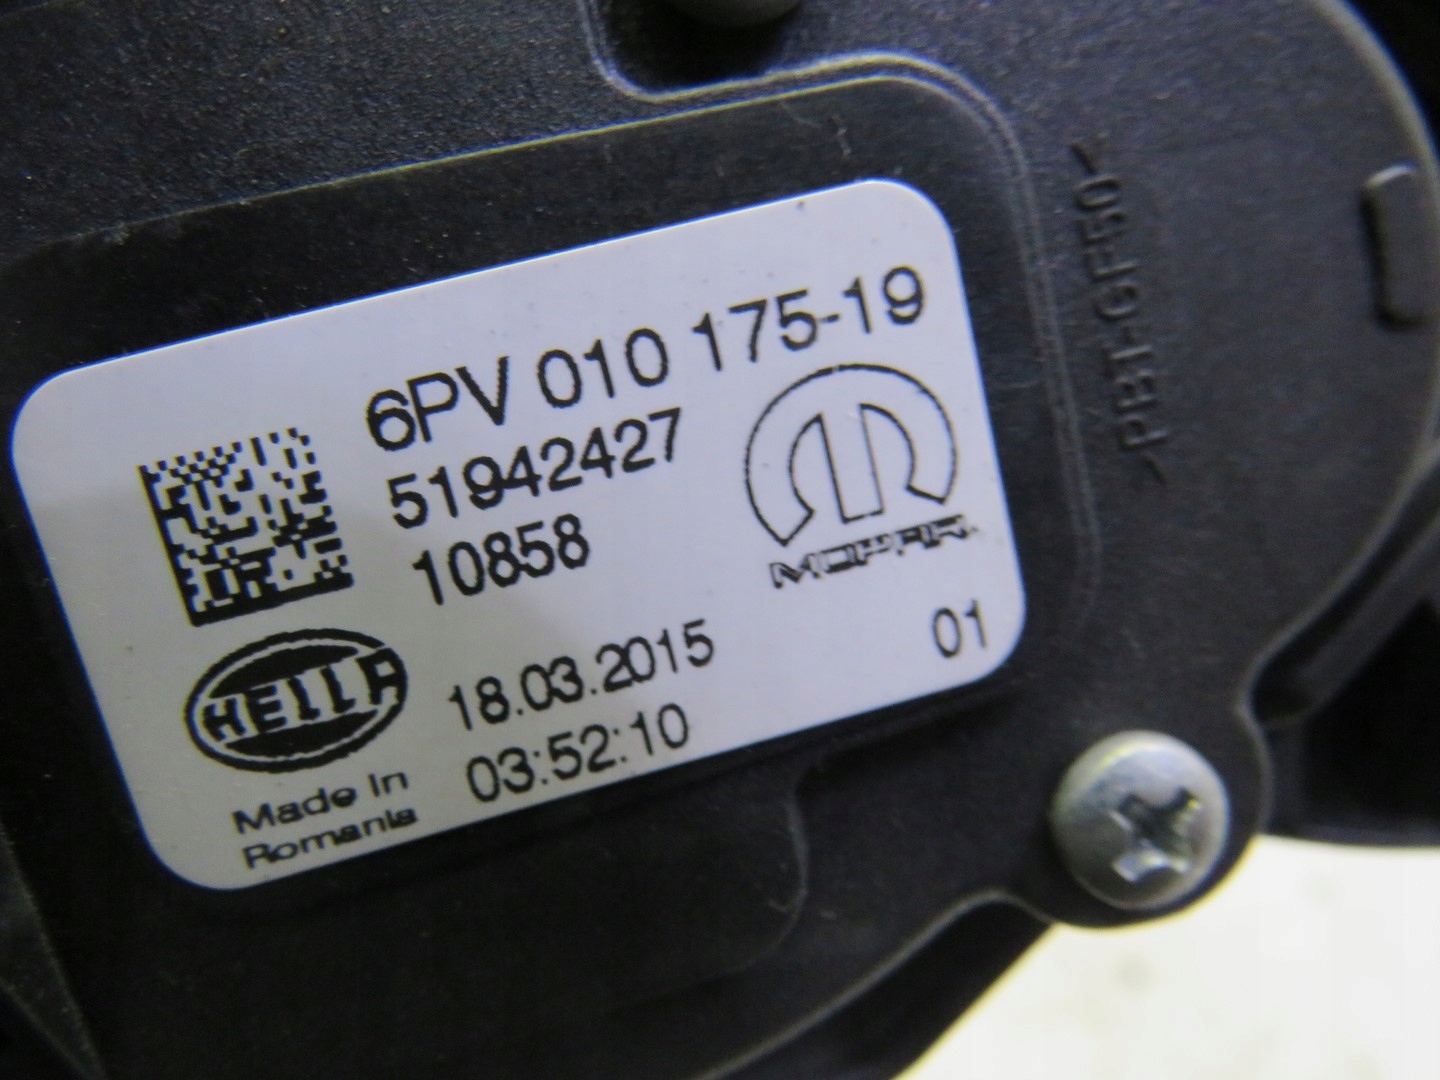 6PV 010 175-19
51942427
10858
MOPAR
HELLA
18.03.2015
01
03:52:10
Made in
Romania
>PBT-GF50<